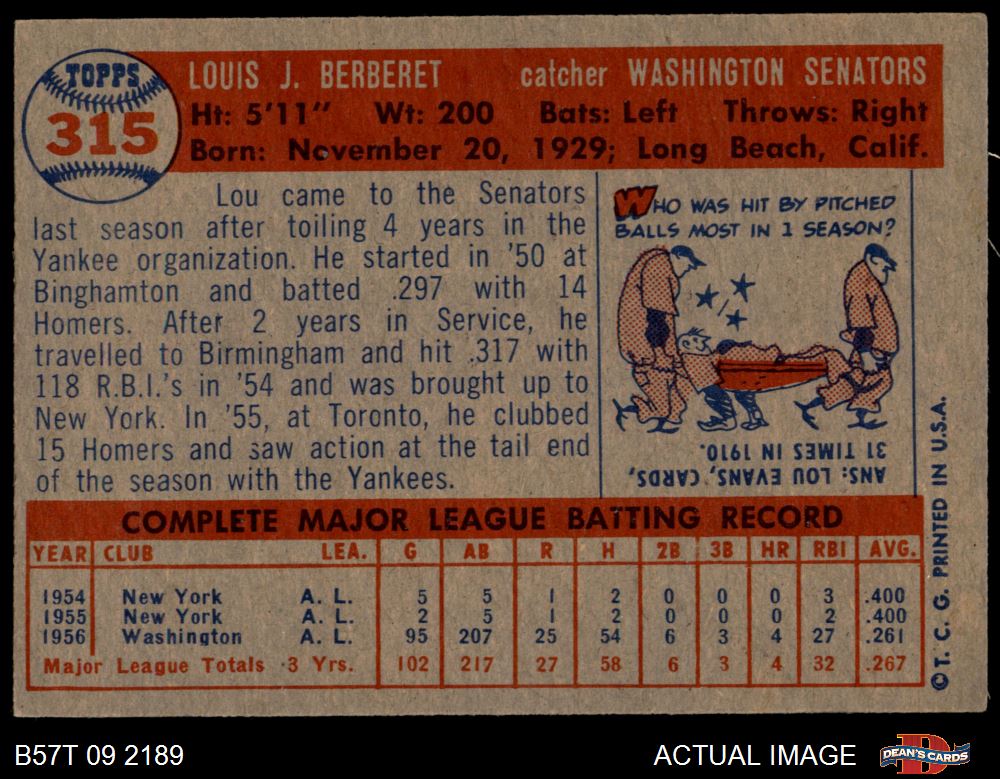 TOPPS
315
LOUIS J. BERBERET catcher WASHINGTON SENATORS
Ht: 5'11" Wt: 200 Bats: Left Throws: Right
Born: November 20, 1929; Long Beach, Calif.
Lou came to the Senators
last season after toiling 4 years in the
Yankee organization. He started in '50 at
Binghamton and batted .297 with 14
Homers. After 2 years in Service, he
travelled to Birmingham and hit .317 with
118 R.B.I.'s in '54 and was brought up to
New York. In '55, at Toronto, he clubbed
15 Homers and saw action at the tail end
of the season with the Yankees.
WHO WAS HIT BY PITCHED
BALLS MOST IN 1 SEASON?
ANS: LOU EVANS, CARDS,
31 TIMES IN 1910.
COMPLETE MAJOR LEAGUE BATTING RECORD
YEAR CLUB LEA. G AB R H 2B 3B HR RBI AVG.
1954 New York A. L. 5 5 1 2 0 0 0 3 .400
1955 New York A. L. 2 5 1 2 0 0 0 2 .400
1956 Washington A. L. 95 207 25 54 6 3 4 27 .261
Major League Totals 3 Yrs. 102 217 27 58 6 3 4 32 .267
©T. C. G. PRINTED IN U.S.A.
B57T 09 2189 ACTUAL IMAGE DEAN'S CARDS